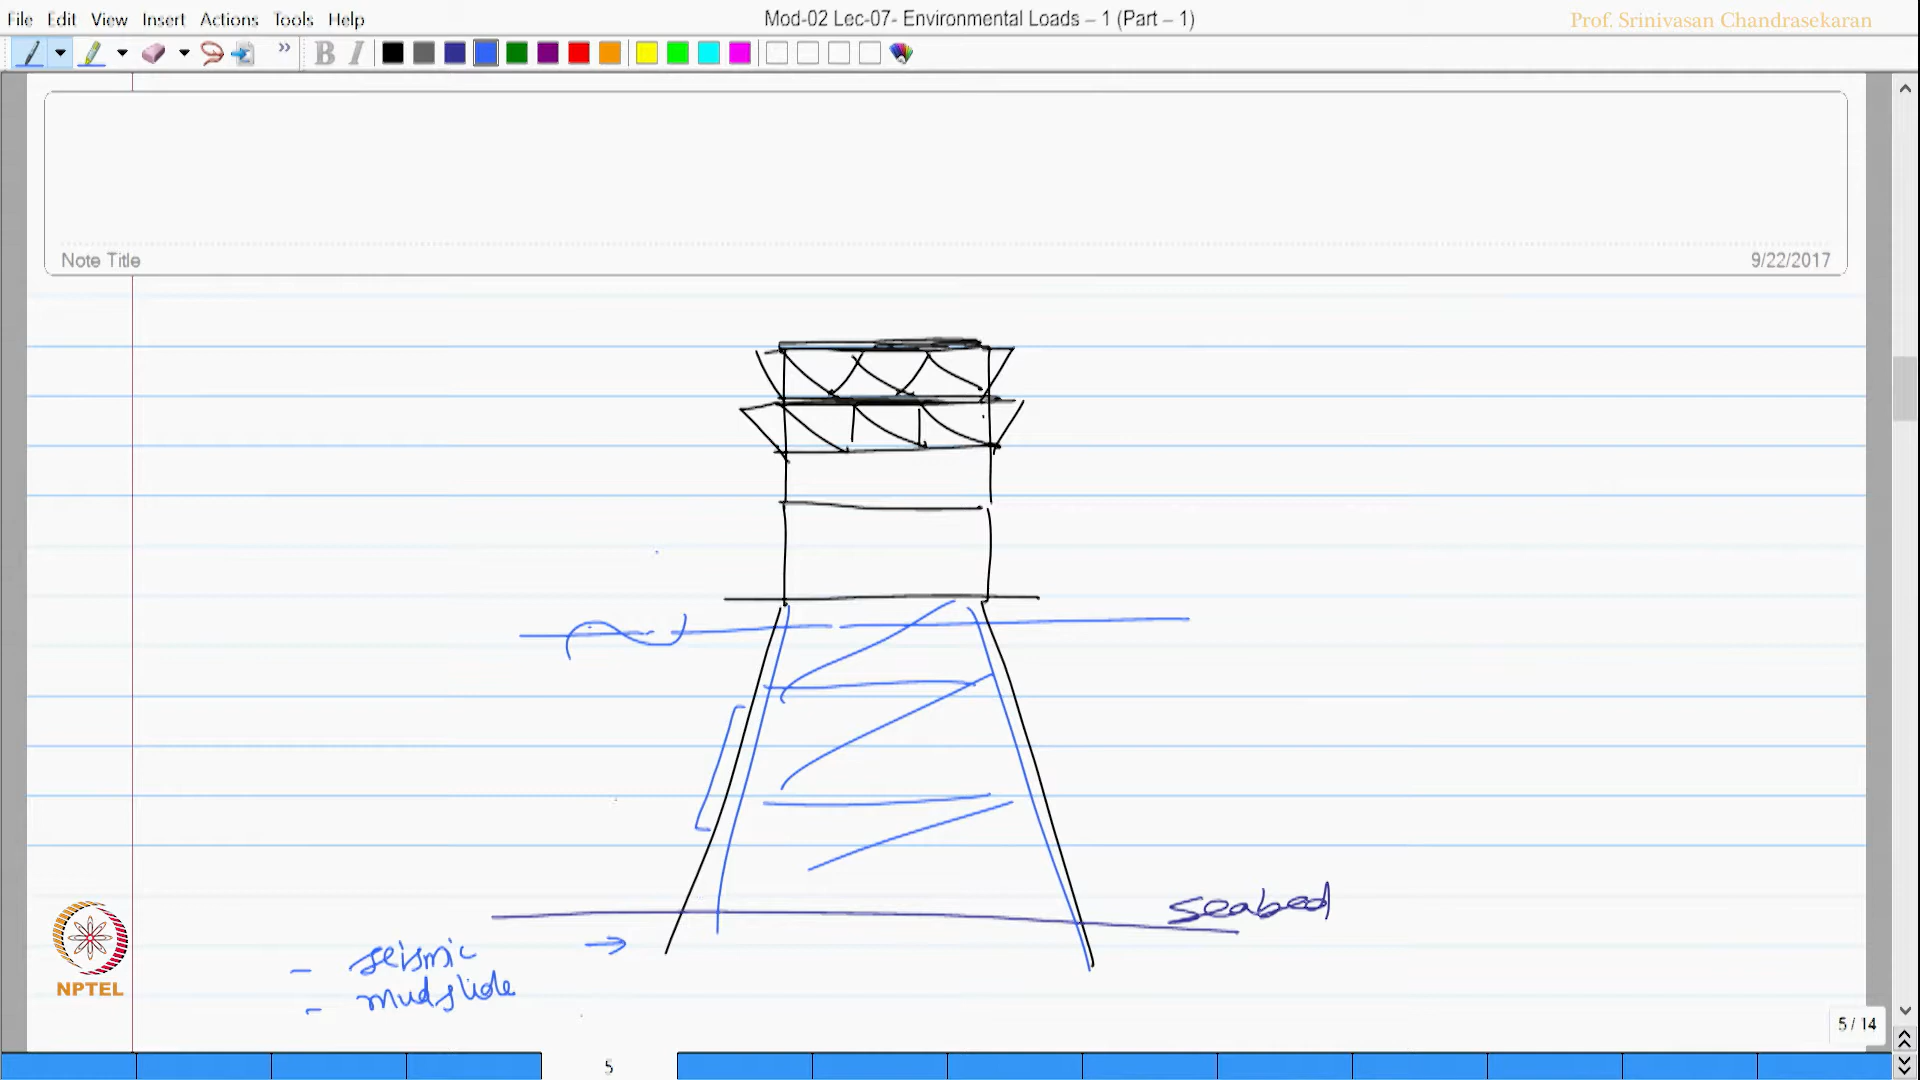 File Edit View Insert Actions Tools Help
Mod-02 Lec-07- Environmental Loads – 1 (Part – 1)
Prof. Srinivasan Chandrasekaran
B I
Note Title
9/22/2017
seabed
- seismic
- mudslide
NPTEL
5 / 14
5